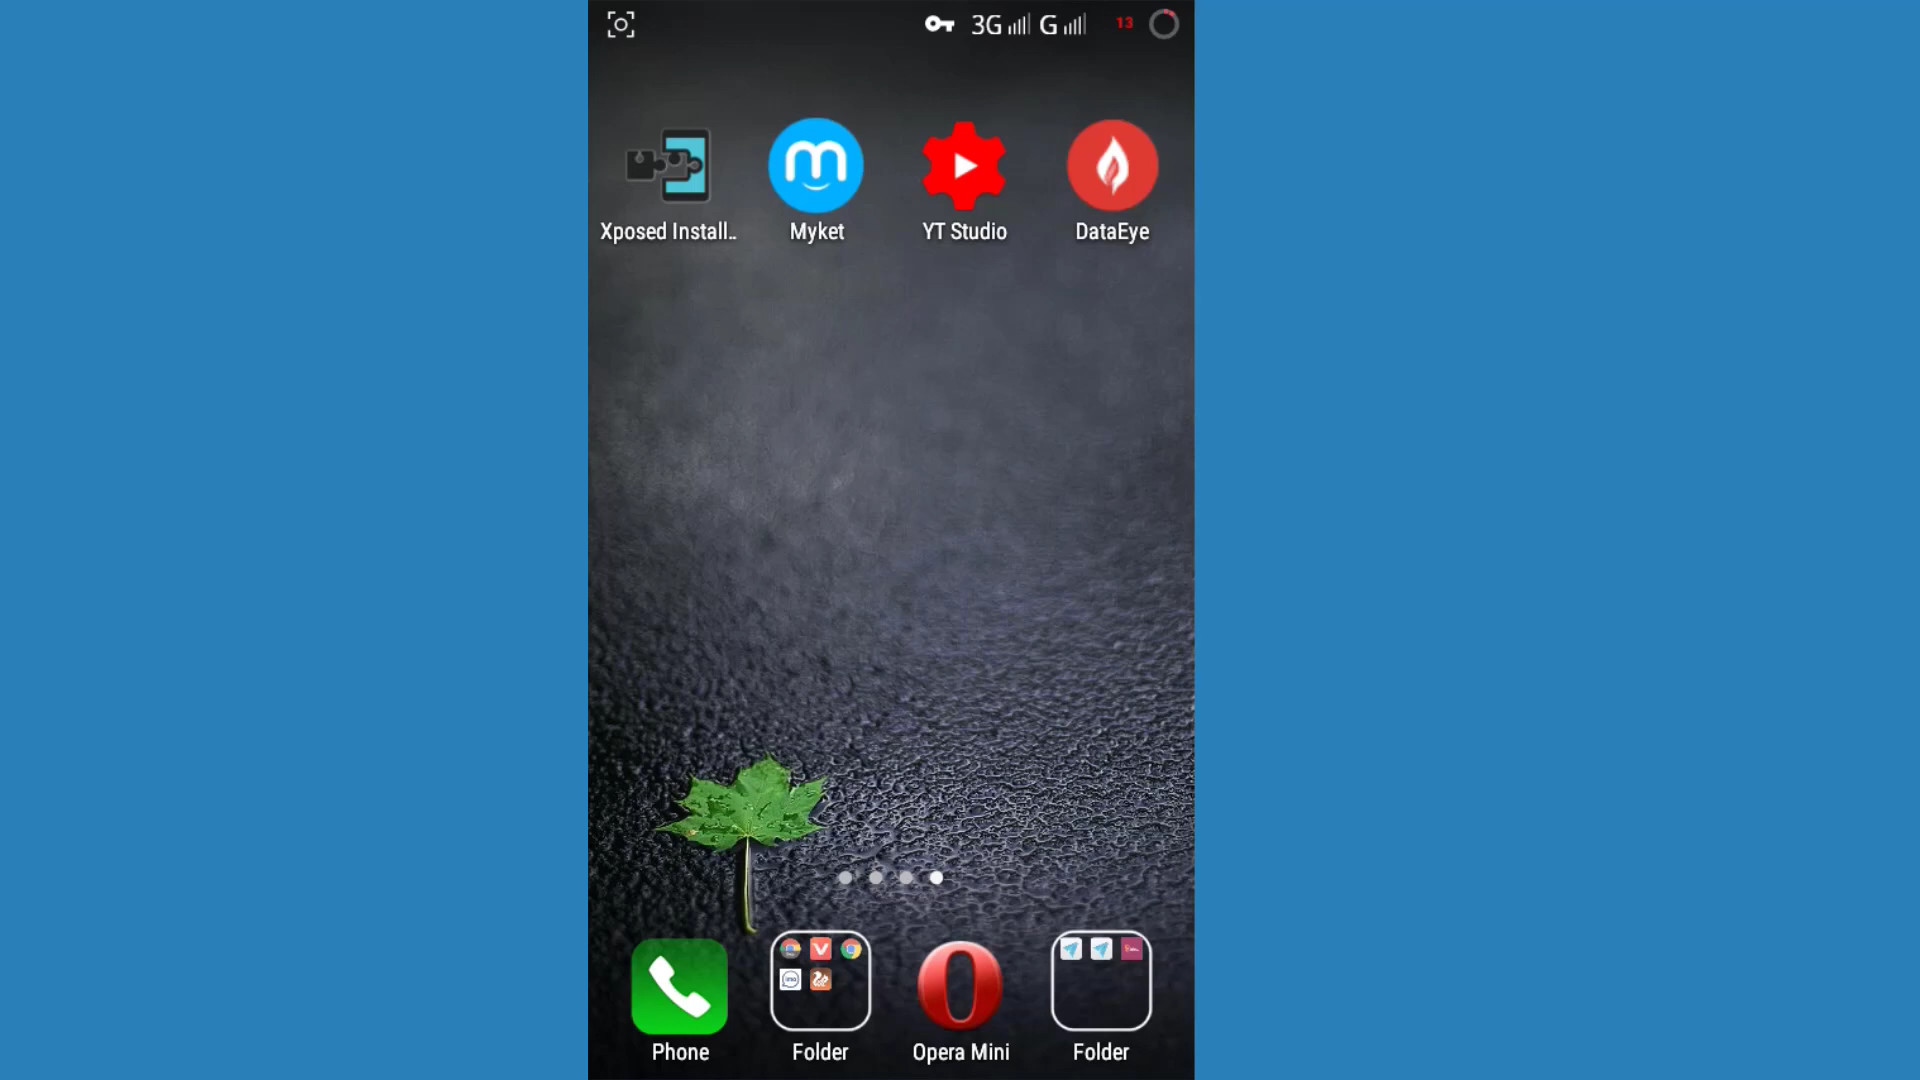 3G G 13
Xposed Install.. Myket YT Studio DataEye
Phone Folder Opera Mini Folder